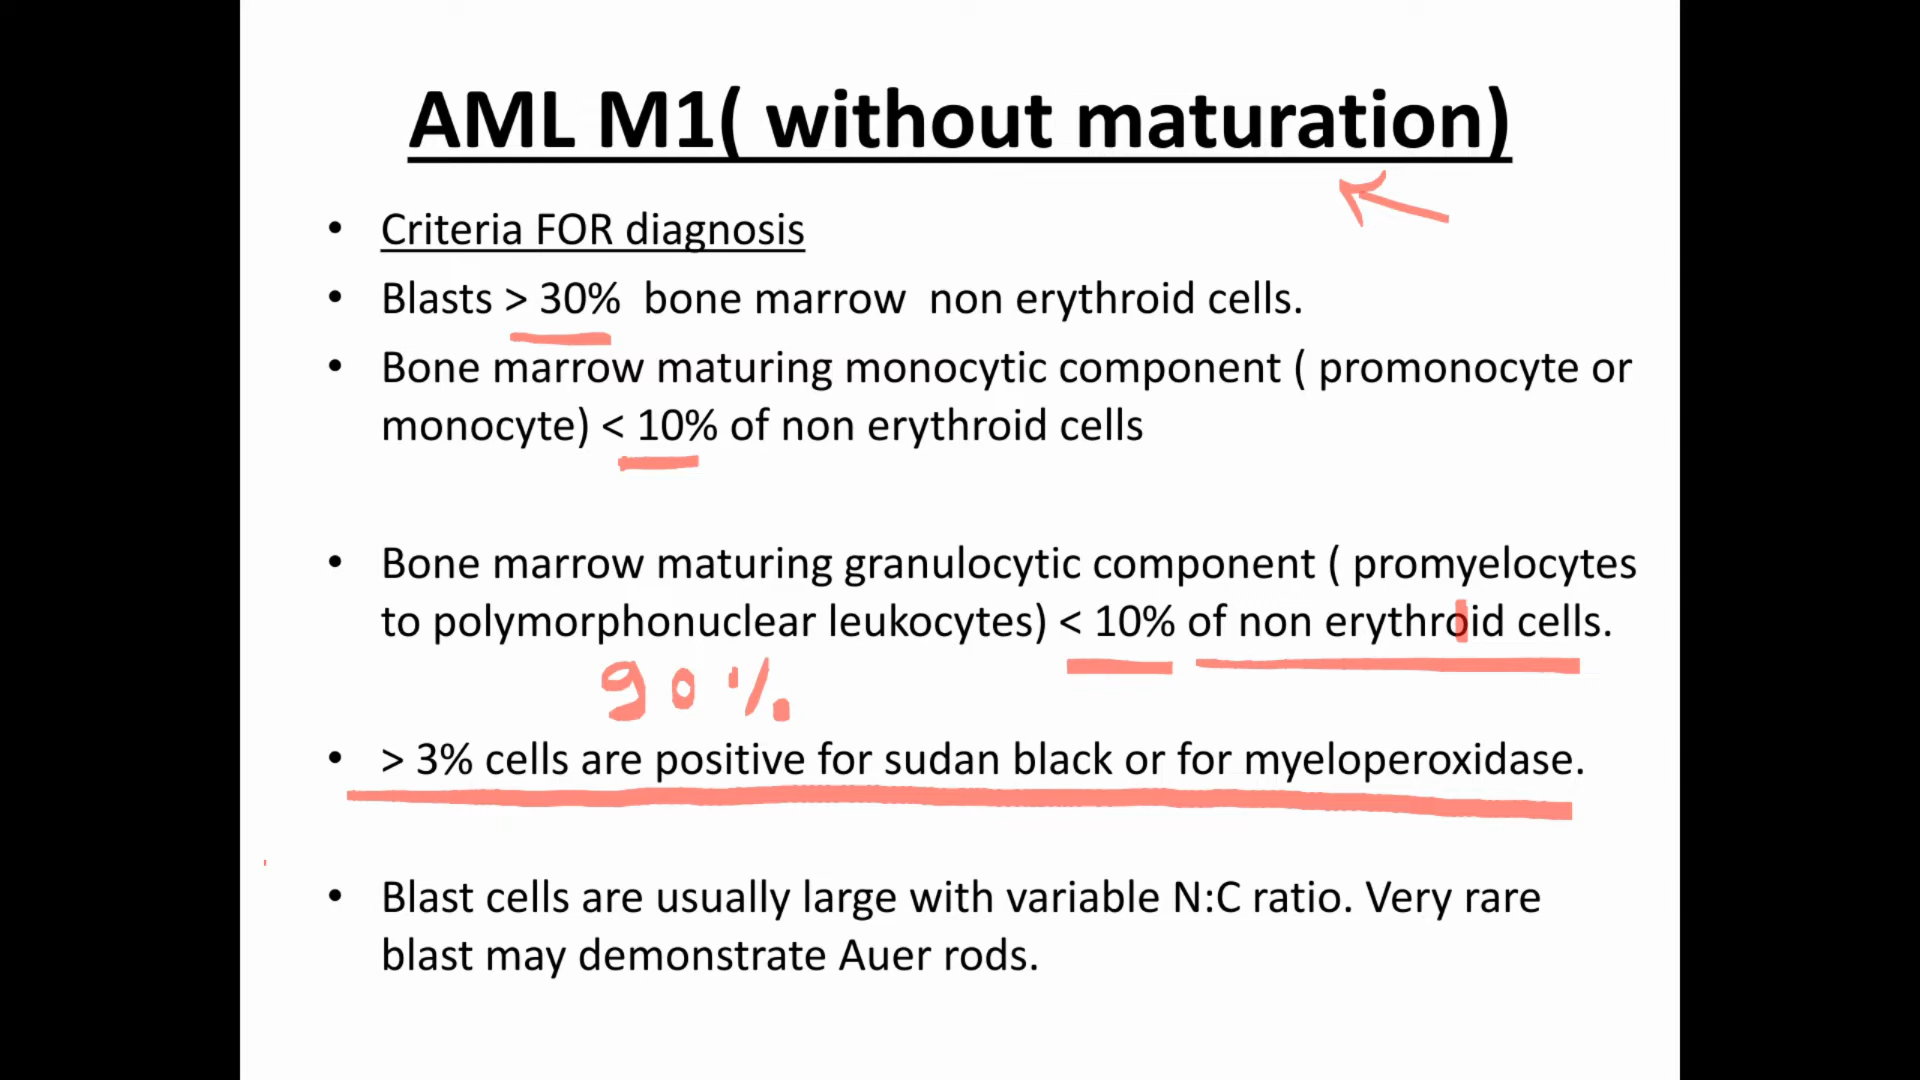 AML M1( without maturation)
• Criteria FOR diagnosis
• Blasts > 30%  bone marrow  non erythroid cells.
• Bone marrow maturing monocytic component ( promonocyte or
monocyte) < 10% of non erythroid cells
• Bone marrow maturing granulocytic component ( promyelocytes
to polymorphonuclear leukocytes) < 10% of non erythroid cells.
90%
• > 3% cells are positive for sudan black or for myeloperoxidase.
• Blast cells are usually large with variable N:C ratio. Very rare
blast may demonstrate Auer rods.